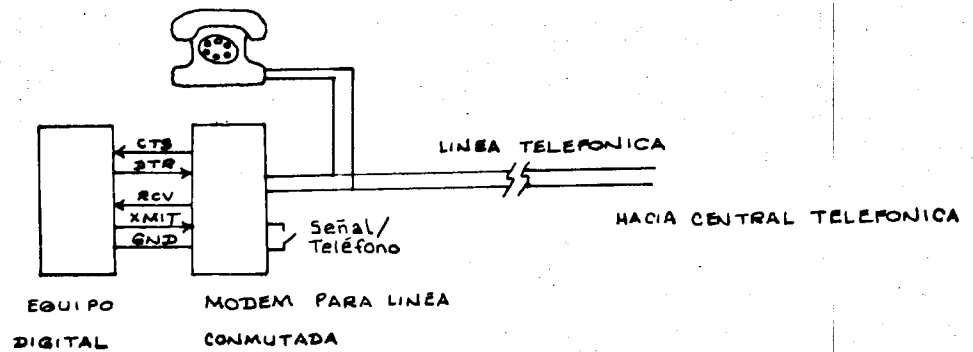 CTS
DTR
RCV
XMIT
GND
LINEA TELEFONICA
HACIA CENTRAL TELEFONICA
Señal/
Teléfono
EQUIPO
DIGITAL
MODEM PARA LINEA
CONMUTADA